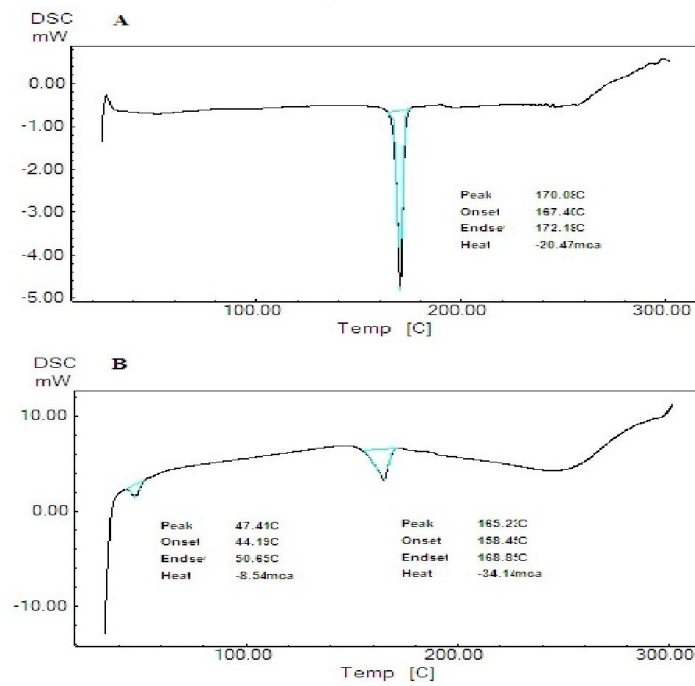 DSC A
mW
0.00
-1.00
-2.00
-3.00
-4.00
-5.00
Peak 170.08C
Onset 167.40C
Endset 172.18C
Heat -20.47mca
100.00 200.00 300.00
Temp [C]
DSC B
mW
10.00
0.00
-10.00
Peak 47.41C Peak 165.23C
Onset 44.19C Onset 158.45C
Endset 50.65C Endset 168.85C
Heat -8.54mca Heat -34.14mca
100.00 200.00 300.00
Temp [C]